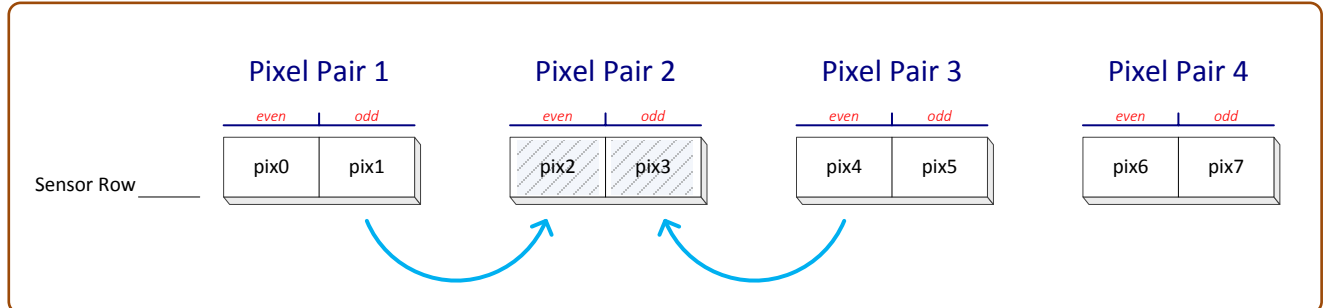 Pixel Pair 1 Pixel Pair 2 Pixel Pair 3 Pixel Pair 4
even odd even odd even odd even odd
pix0 pix1 pix2 pix3 pix4 pix5 pix6 pix7
Sensor Row